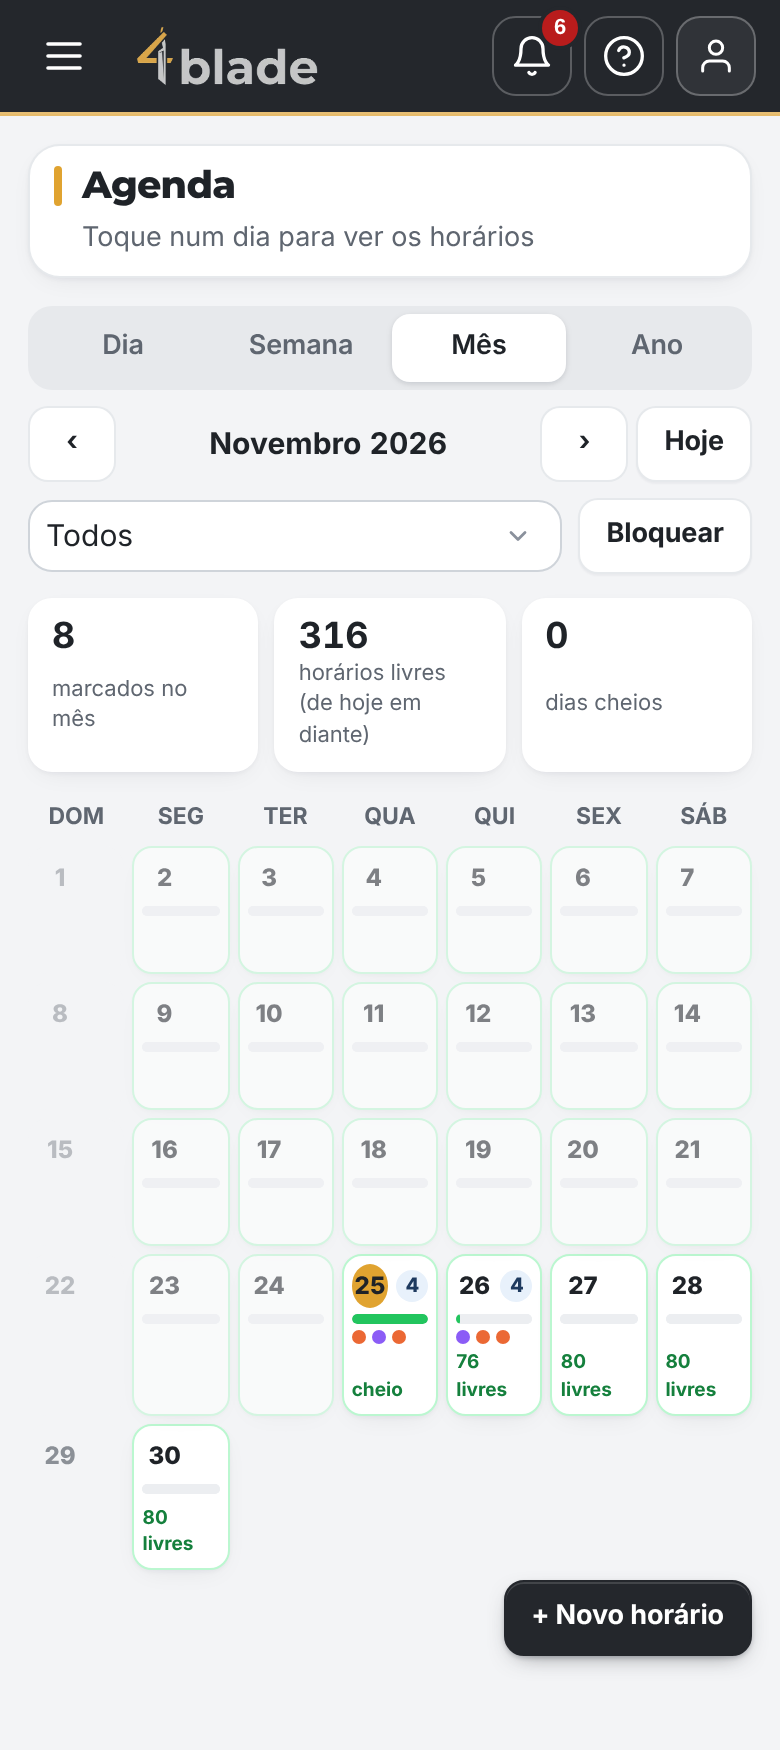 6
4blade
Agenda
Toque num dia para ver os horários
Dia Semana Mês Ano
‹ Novembro 2026 › Hoje
Todos Bloquear
8
marcados no
mês
316
horários livres
(de hoje em
diante)
0
dias cheios
DOM SEG TER QUA QUI SEX SÁB
1 2 3 4 5 6 7
8 9 10 11 12 13 14
15 16 17 18 19 20 21
22 23 24 25 4 26 4 27 28
cheio
76
livres
80
livres
80
livres
29 30
80
livres
+ Novo horário